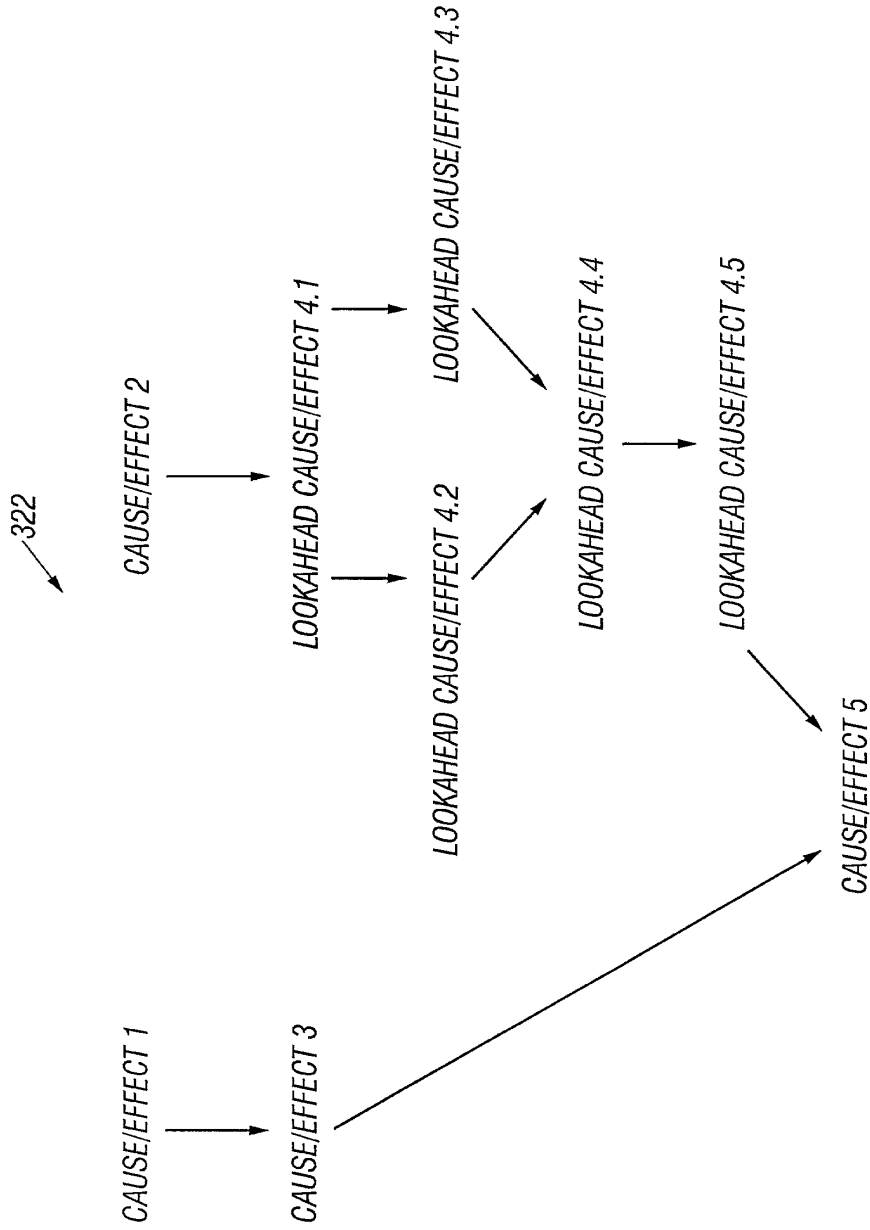 322
CAUSE/EFFECT 1
CAUSE/EFFECT 2
CAUSE/EFFECT 3
LOOKAHEAD CAUSE/EFFECT 4.1
LOOKAHEAD CAUSE/EFFECT 4.2
LOOKAHEAD CAUSE/EFFECT 4.3
LOOKAHEAD CAUSE/EFFECT 4.4
LOOKAHEAD CAUSE/EFFECT 4.5
CAUSE/EFFECT 5